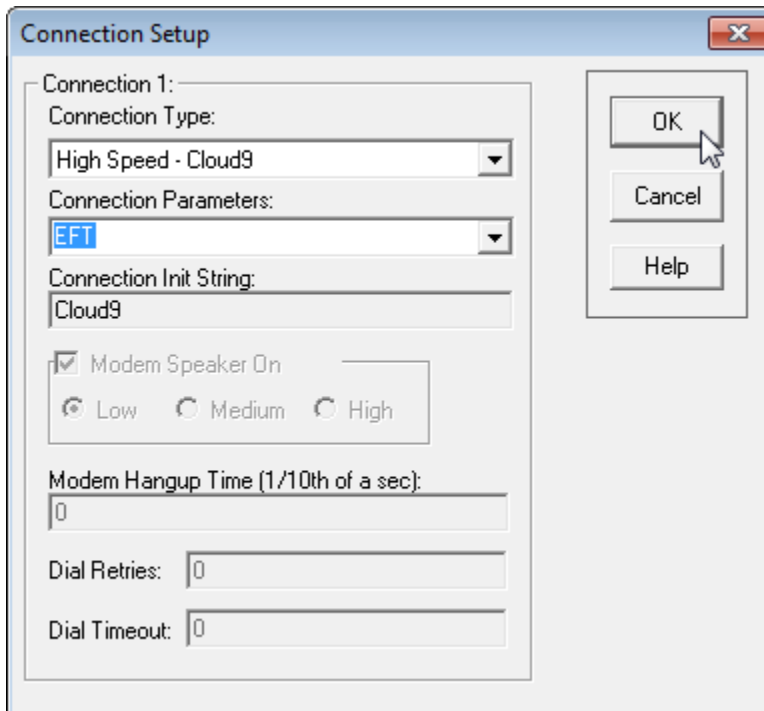 Connection Setup
Connection 1:
Connection Type:
High Speed - Cloud9
Connection Parameters:
EFT
Connection Init String:
Cloud9
Modem Speaker On
Low Medium High
Modem Hangup Time (1/10th of a sec):
0
Dial Retries: 0
Dial Timeout: 0
OK
Cancel
Help